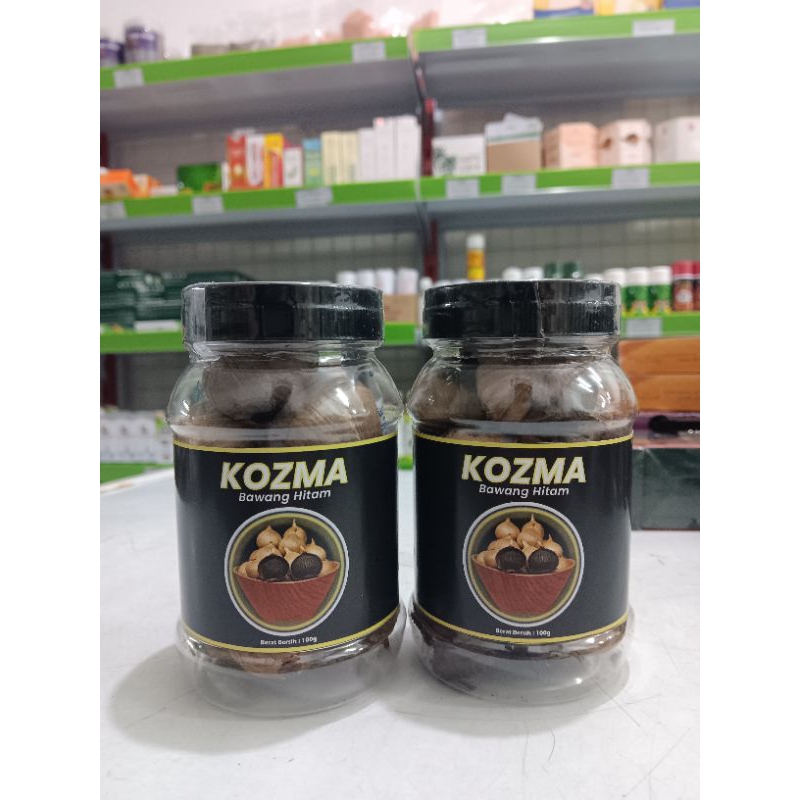 KOZMA
Bawang Hitam
Berat Bersih : 100g
KOZMA
Bawang Hitam
Berat Bersih : 100g